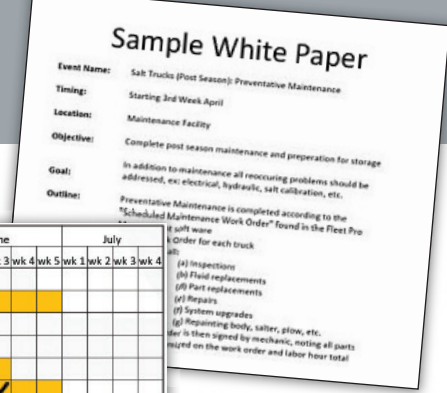 Sample White Paper
Event Name: Salt Trucks (Post Season): Preventative Maintenance
Timing: Starting 3rd Week April
Location: Maintenance Facility
Objective: Complete post season maintenance and preperation for storage
Goal: In addition to maintenance all reoccuring problems should be
addressed, ex: electrical, hydraulic, salt calibration, etc.
Outline: Preventative Maintenance is completed according to the
"Scheduled Maintenance Work Order" found in the Fleet Pro
soft ware
Order for each truck
(a) Inspections
(b) Fluid replacements
(d) Part replacements
(e) Repairs
(f) System upgrades
(g) Repainting body, salter, plow, etc.
is then signed by mechanic, noting all parts
on the work order and labor hour total
July
3 wk 4 wk 5 wk 1 wk 2 wk 3 wk 4